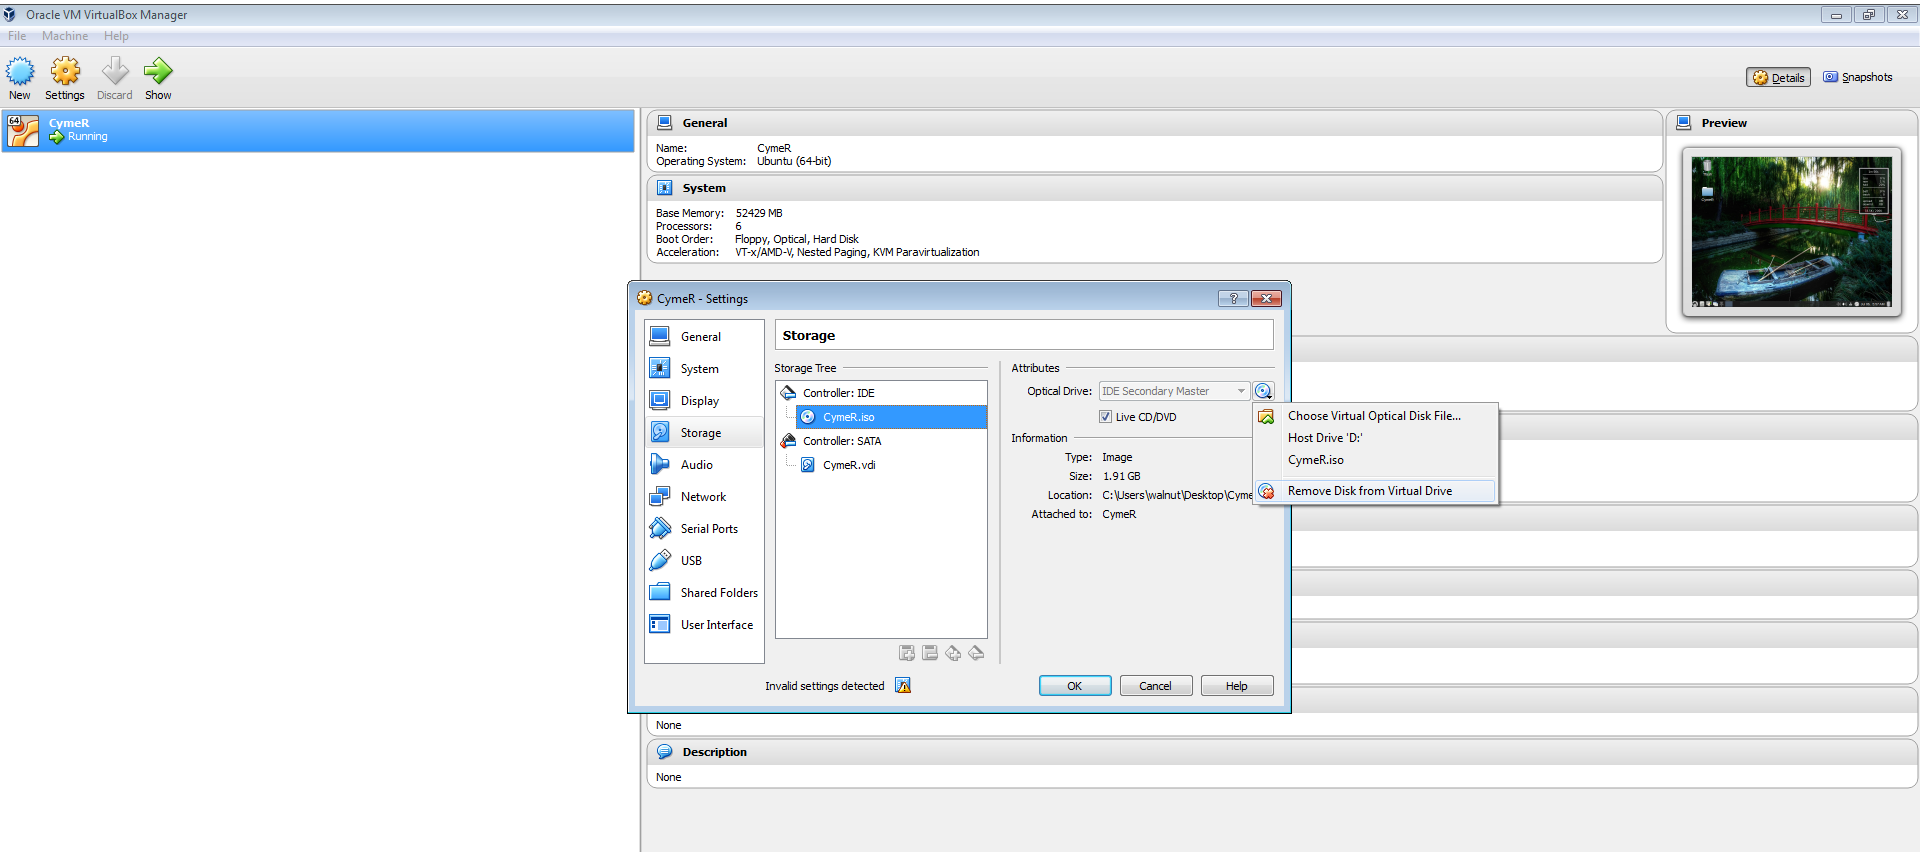 Oracle VM VirtualBox Manager
File Machine Help
New Settings Discard Show
Details Snapshots
64
CymeR
Running
General
Name: CymeR
Operating System: Ubuntu (64-bit)
System
Base Memory: 52429 MB
Processors: 6
Boot Order: Floppy, Optical, Hard Disk
Acceleration: VT-x/AMD-V, Nested Paging, KVM Paravirtualization
Preview
CymeR - Settings
General
System
Display
Storage
Audio
Network
Serial Ports
USB
Shared Folders
User Interface
Storage
Storage Tree
Controller: IDE
CymeR.iso
Controller: SATA
CymeR.vdi
Attributes
Optical Drive: IDE Secondary Master
Live CD/DVD
Information
Type: Image
Size: 1.91 GB
Location: C:\Users\walnut\Desktop\Cyme
Attached to: CymeR
Choose Virtual Optical Disk File...
Host Drive 'D:'
CymeR.iso
Remove Disk from Virtual Drive
Invalid settings detected
OK Cancel Help
None
Description
None